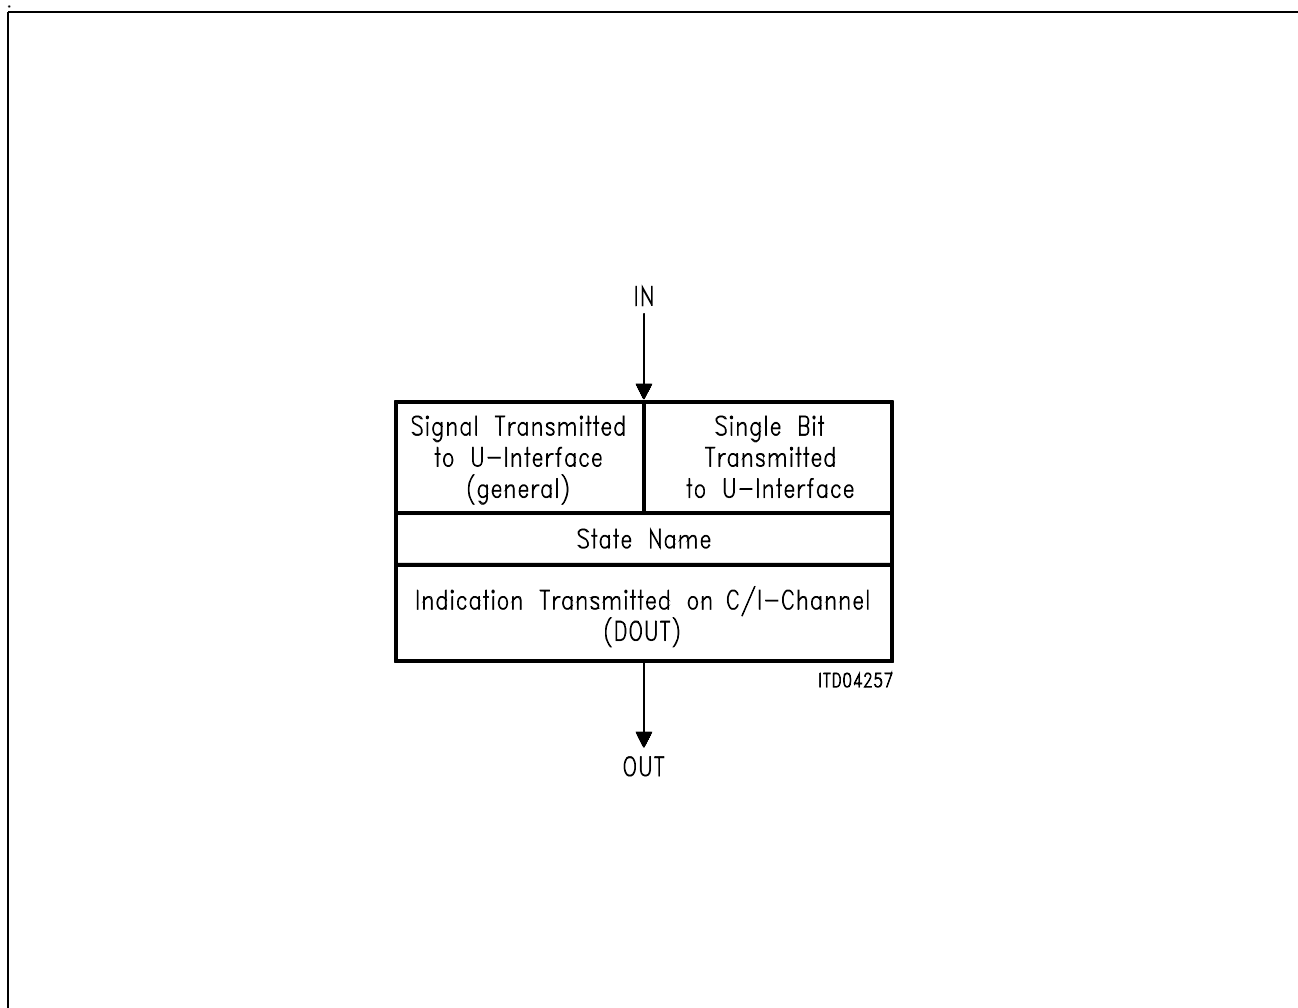 IN
Signal Transmitted
to U-Interface
(general)
Single Bit
Transmitted
to U-Interface
State Name
Indication Transmitted on C/I-Channel
(DOUT)
ITD04257
OUT